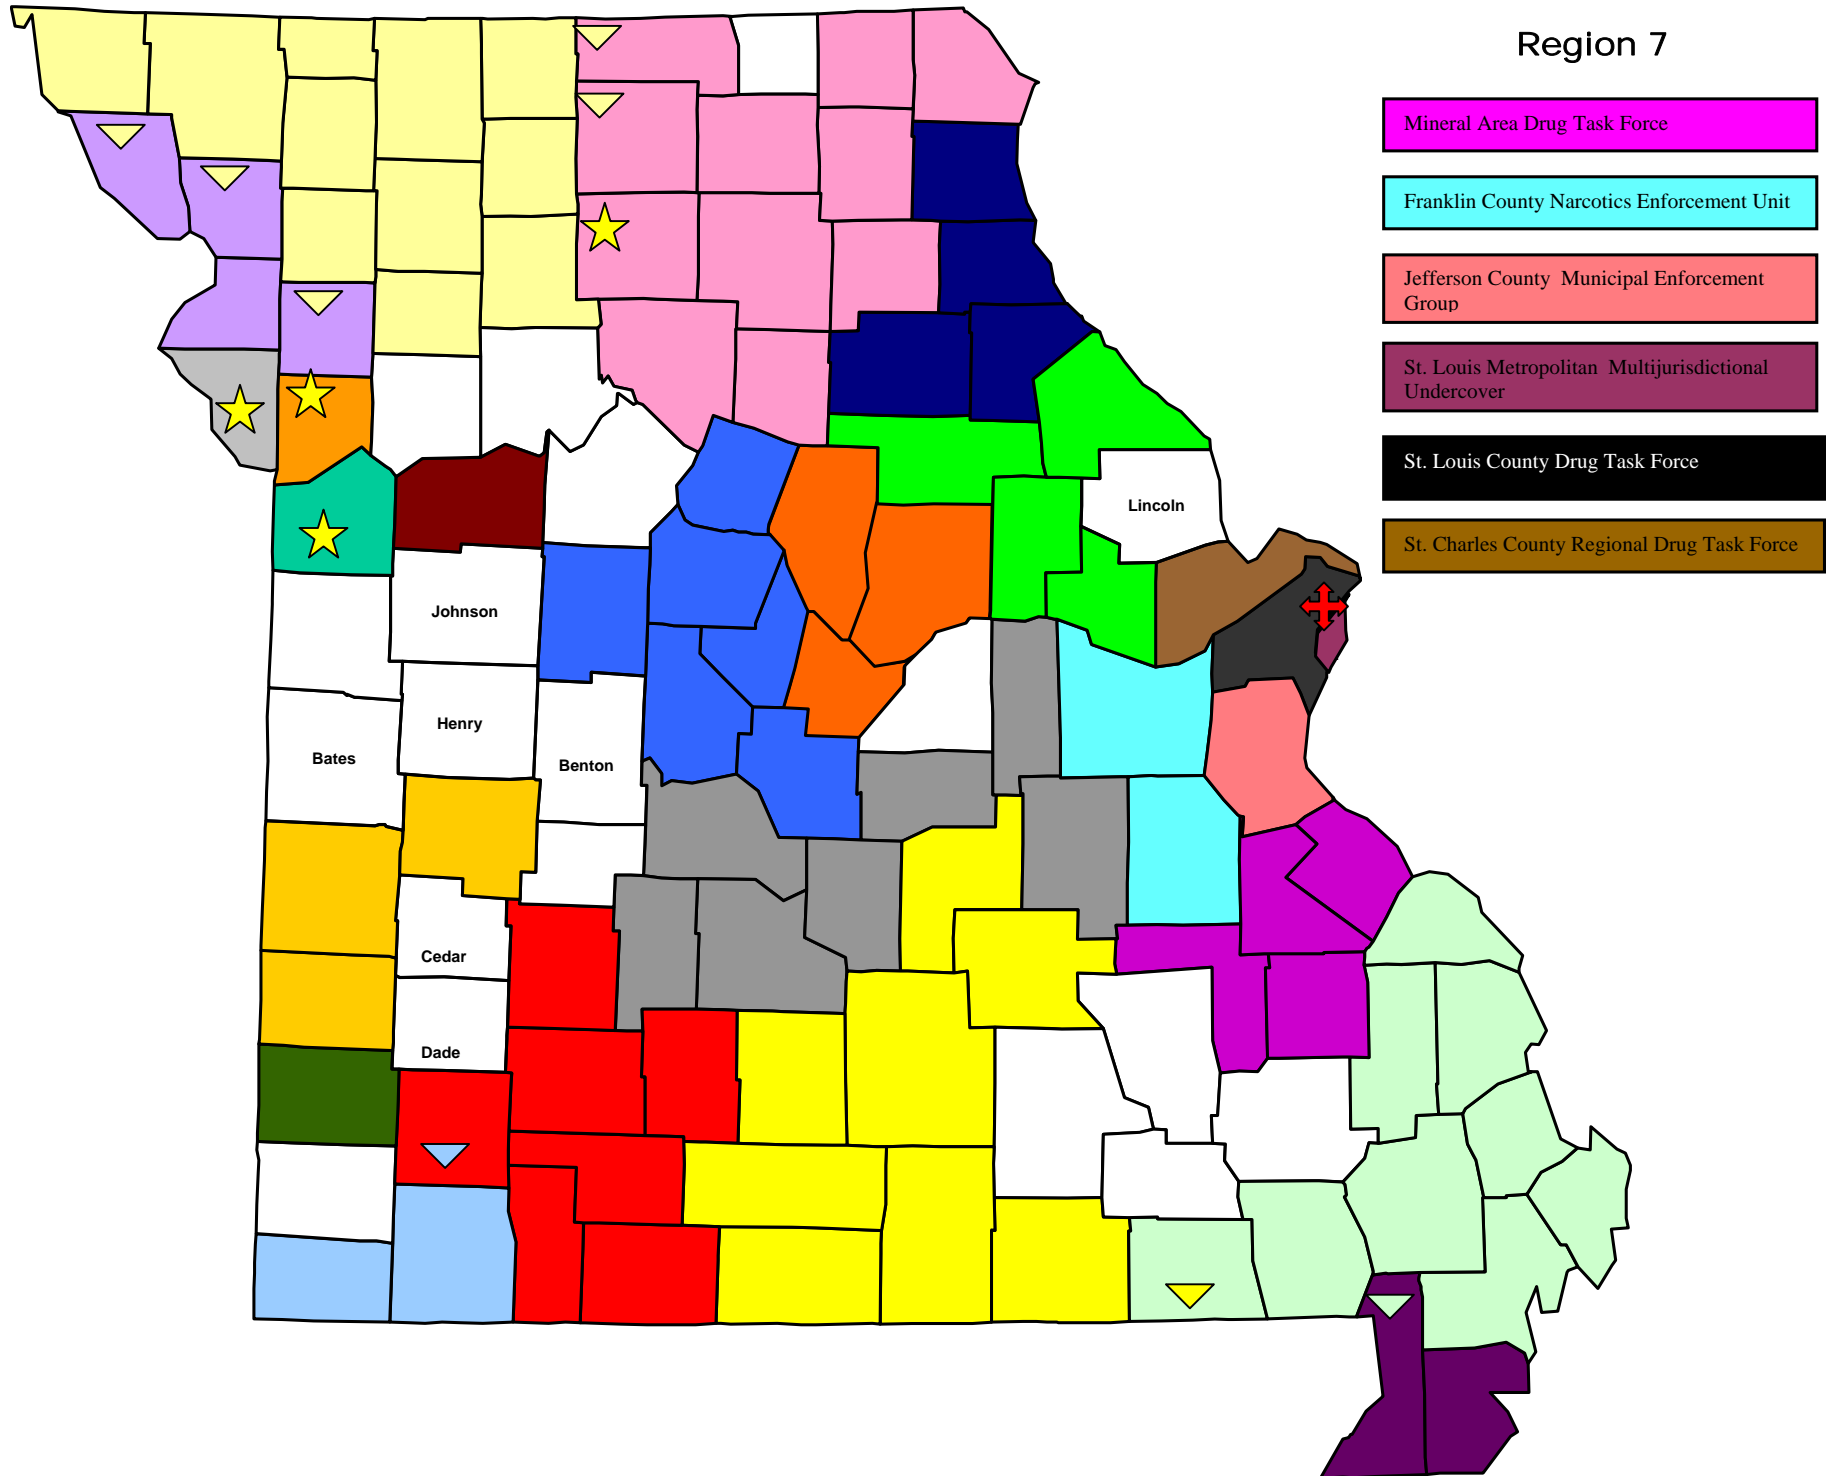 Region 7
Mineral Area Drug Task Force
Franklin County Narcotics Enforcement Unit
Jefferson County  Municipal Enforcement
Group
St. Louis Metropolitan  Multijurisdictional
Undercover
St. Louis County Drug Task Force
St. Charles County Regional Drug Task Force
Lincoln
Johnson
Henry
Bates
Benton
Cedar
Dade